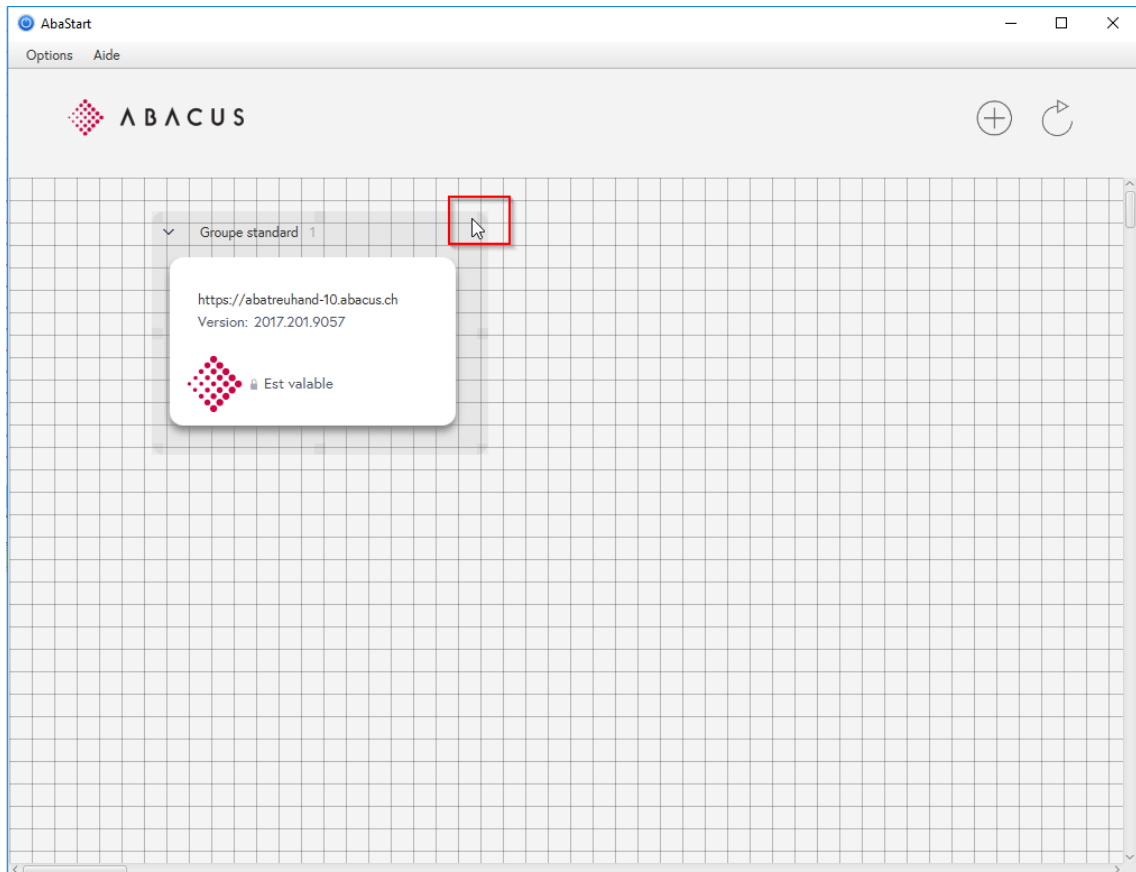 AbaStart
Options Aide
ABACUS
Groupe standard 1
https://abatreuhand-10.abacus.ch
Version: 2017.201.9057
Est valable